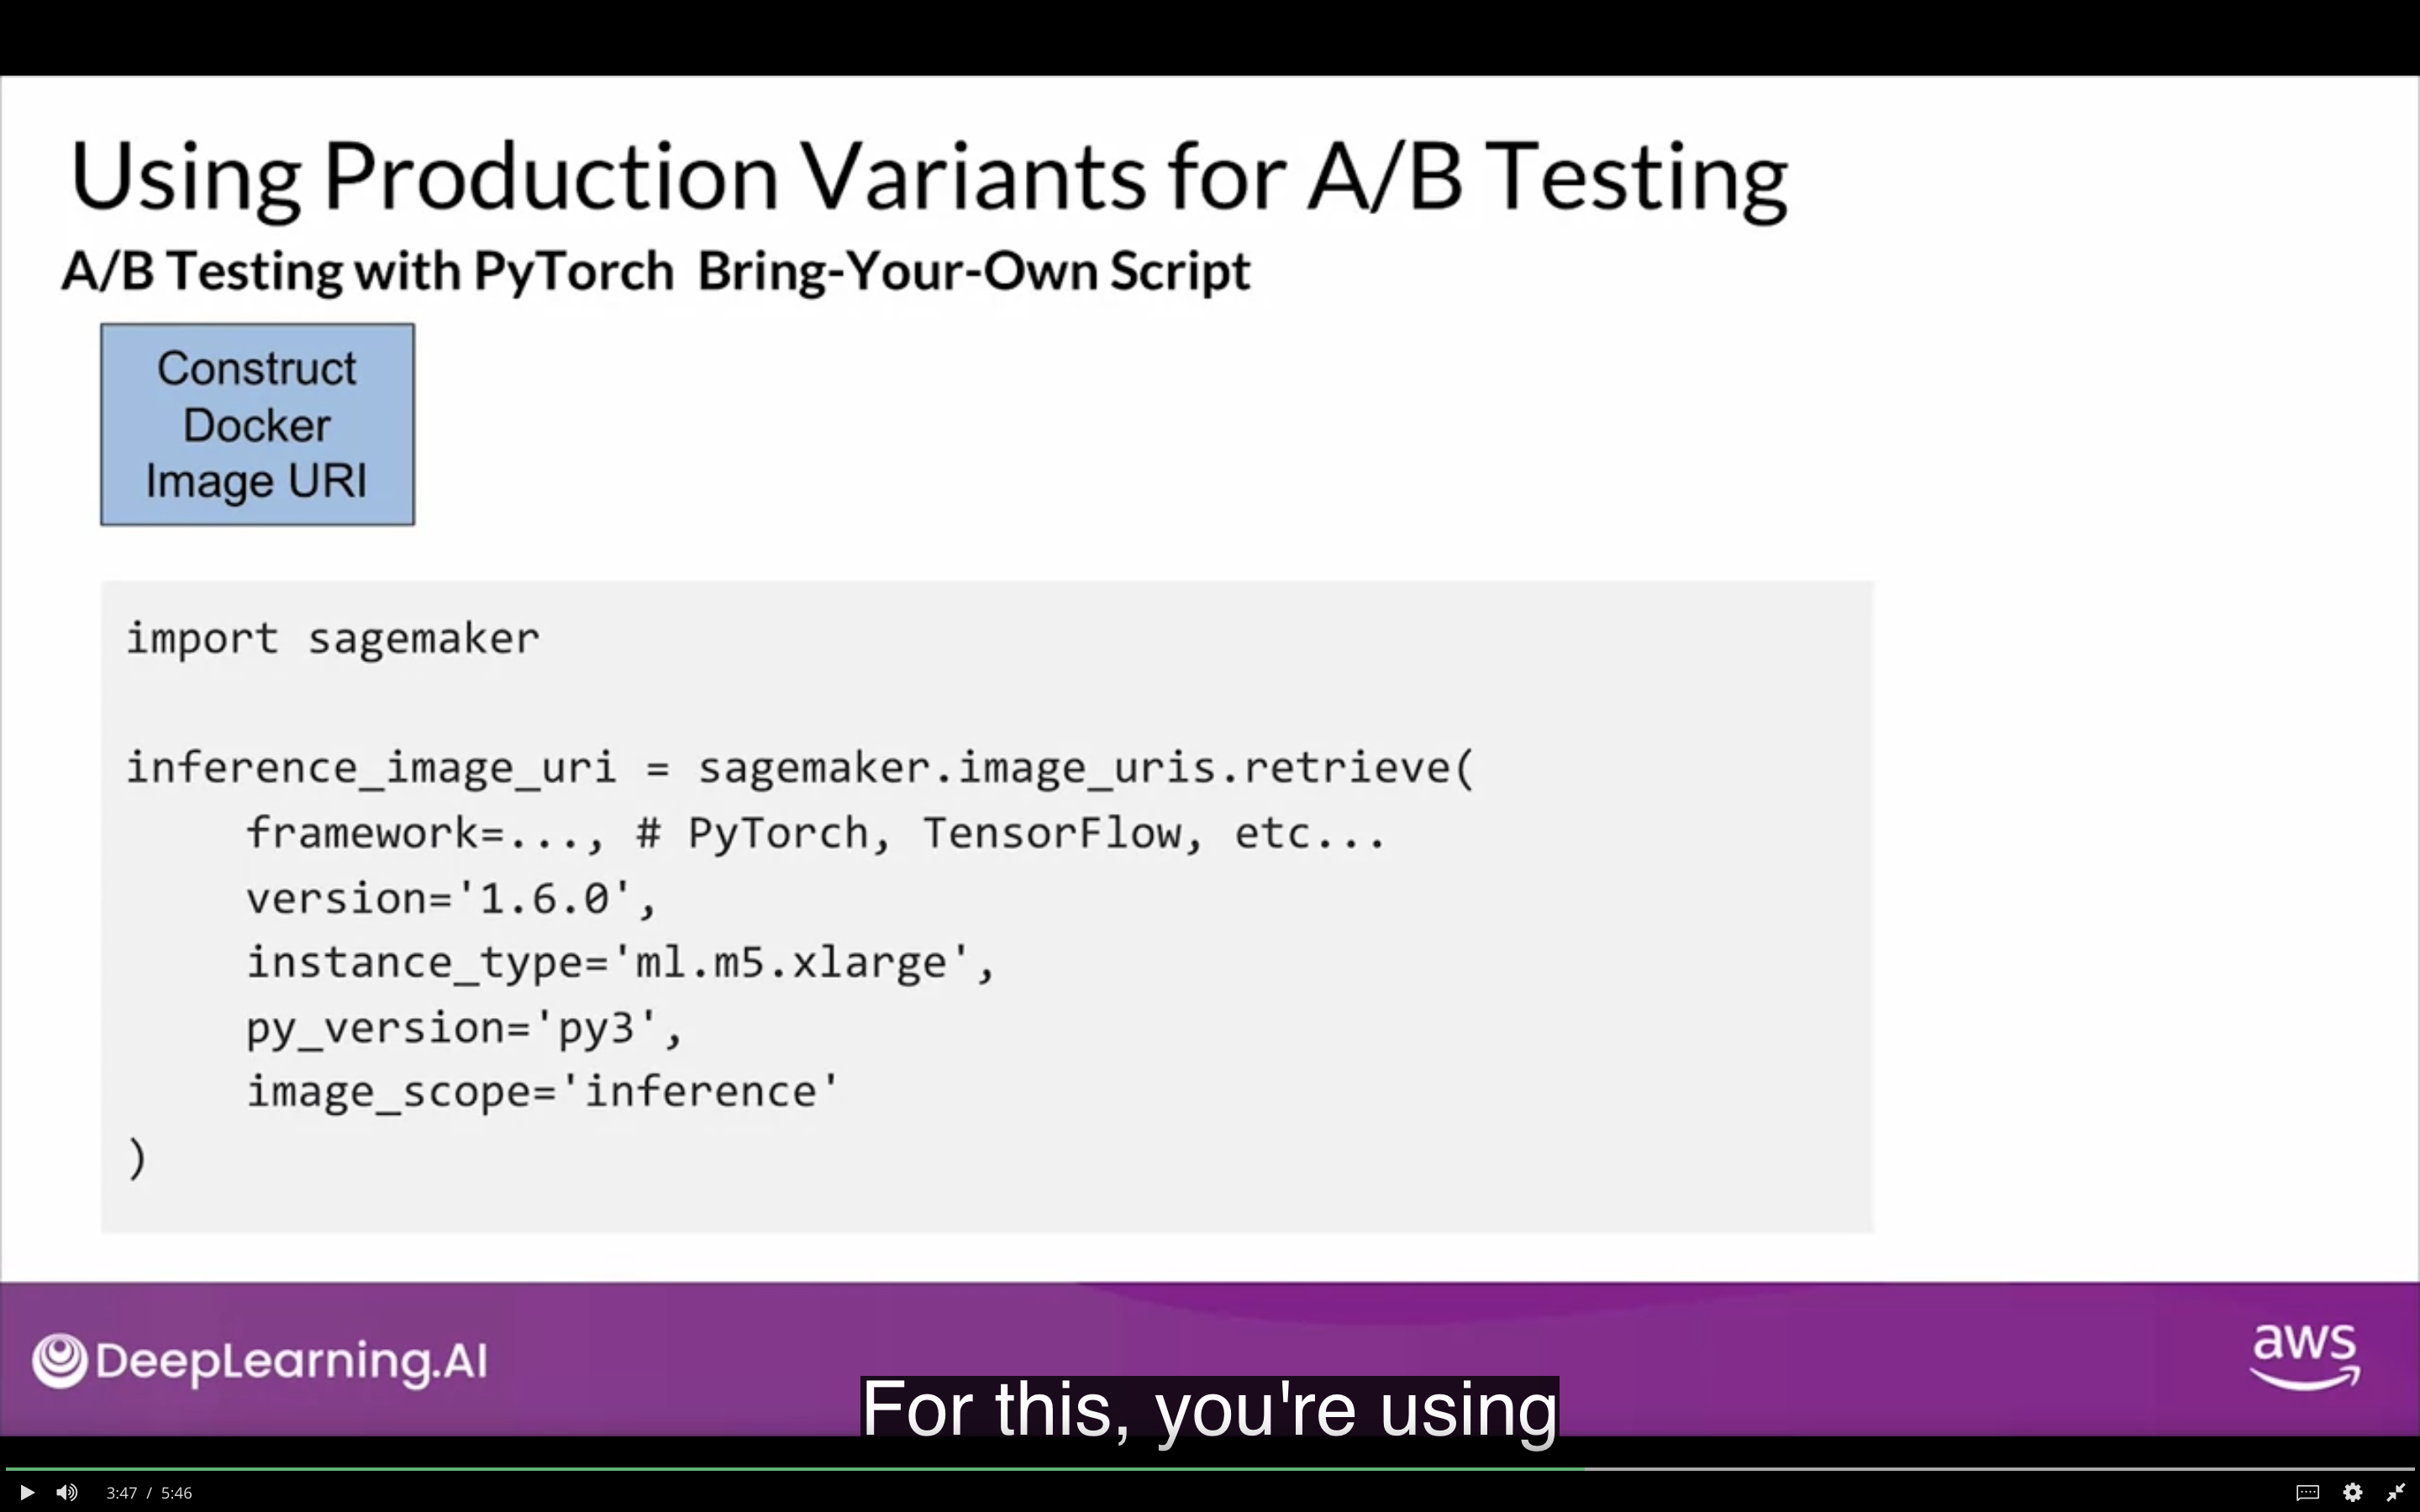 Using Production Variants for A/B Testing
A/B Testing with PyTorch Bring-Your-Own Script
Construct
Docker
Image URI
import sagemaker
inference_image_uri = sagemaker.image_uris.retrieve(
framework=..., # PyTorch, TensorFlow, etc...
version='1.6.0',
instance_type='ml.m5.xlarge',
py_version='py3',
image_scope='inference'
)
DeepLearning.AI
aws
For this, you're using
3:47 / 5:46